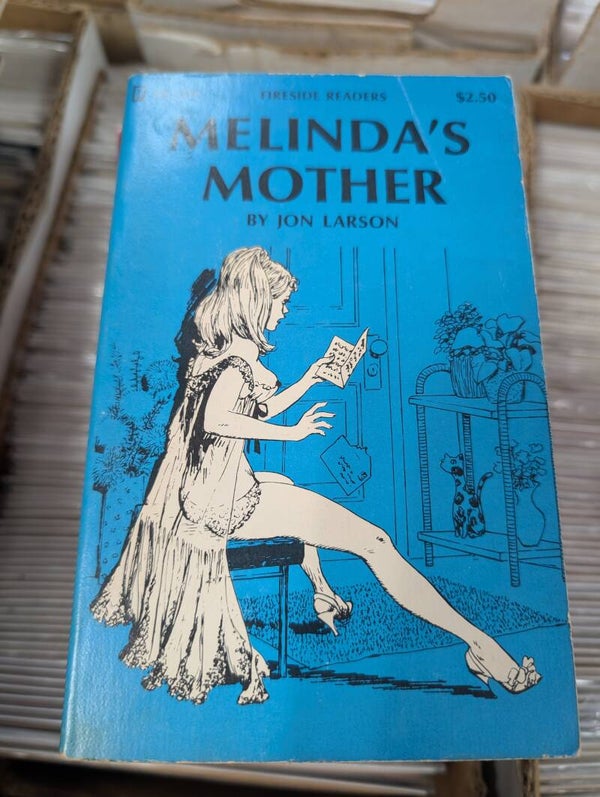 FIRESIDE READERS
$2.50
MELINDA'S
MOTHER
BY JON LARSON